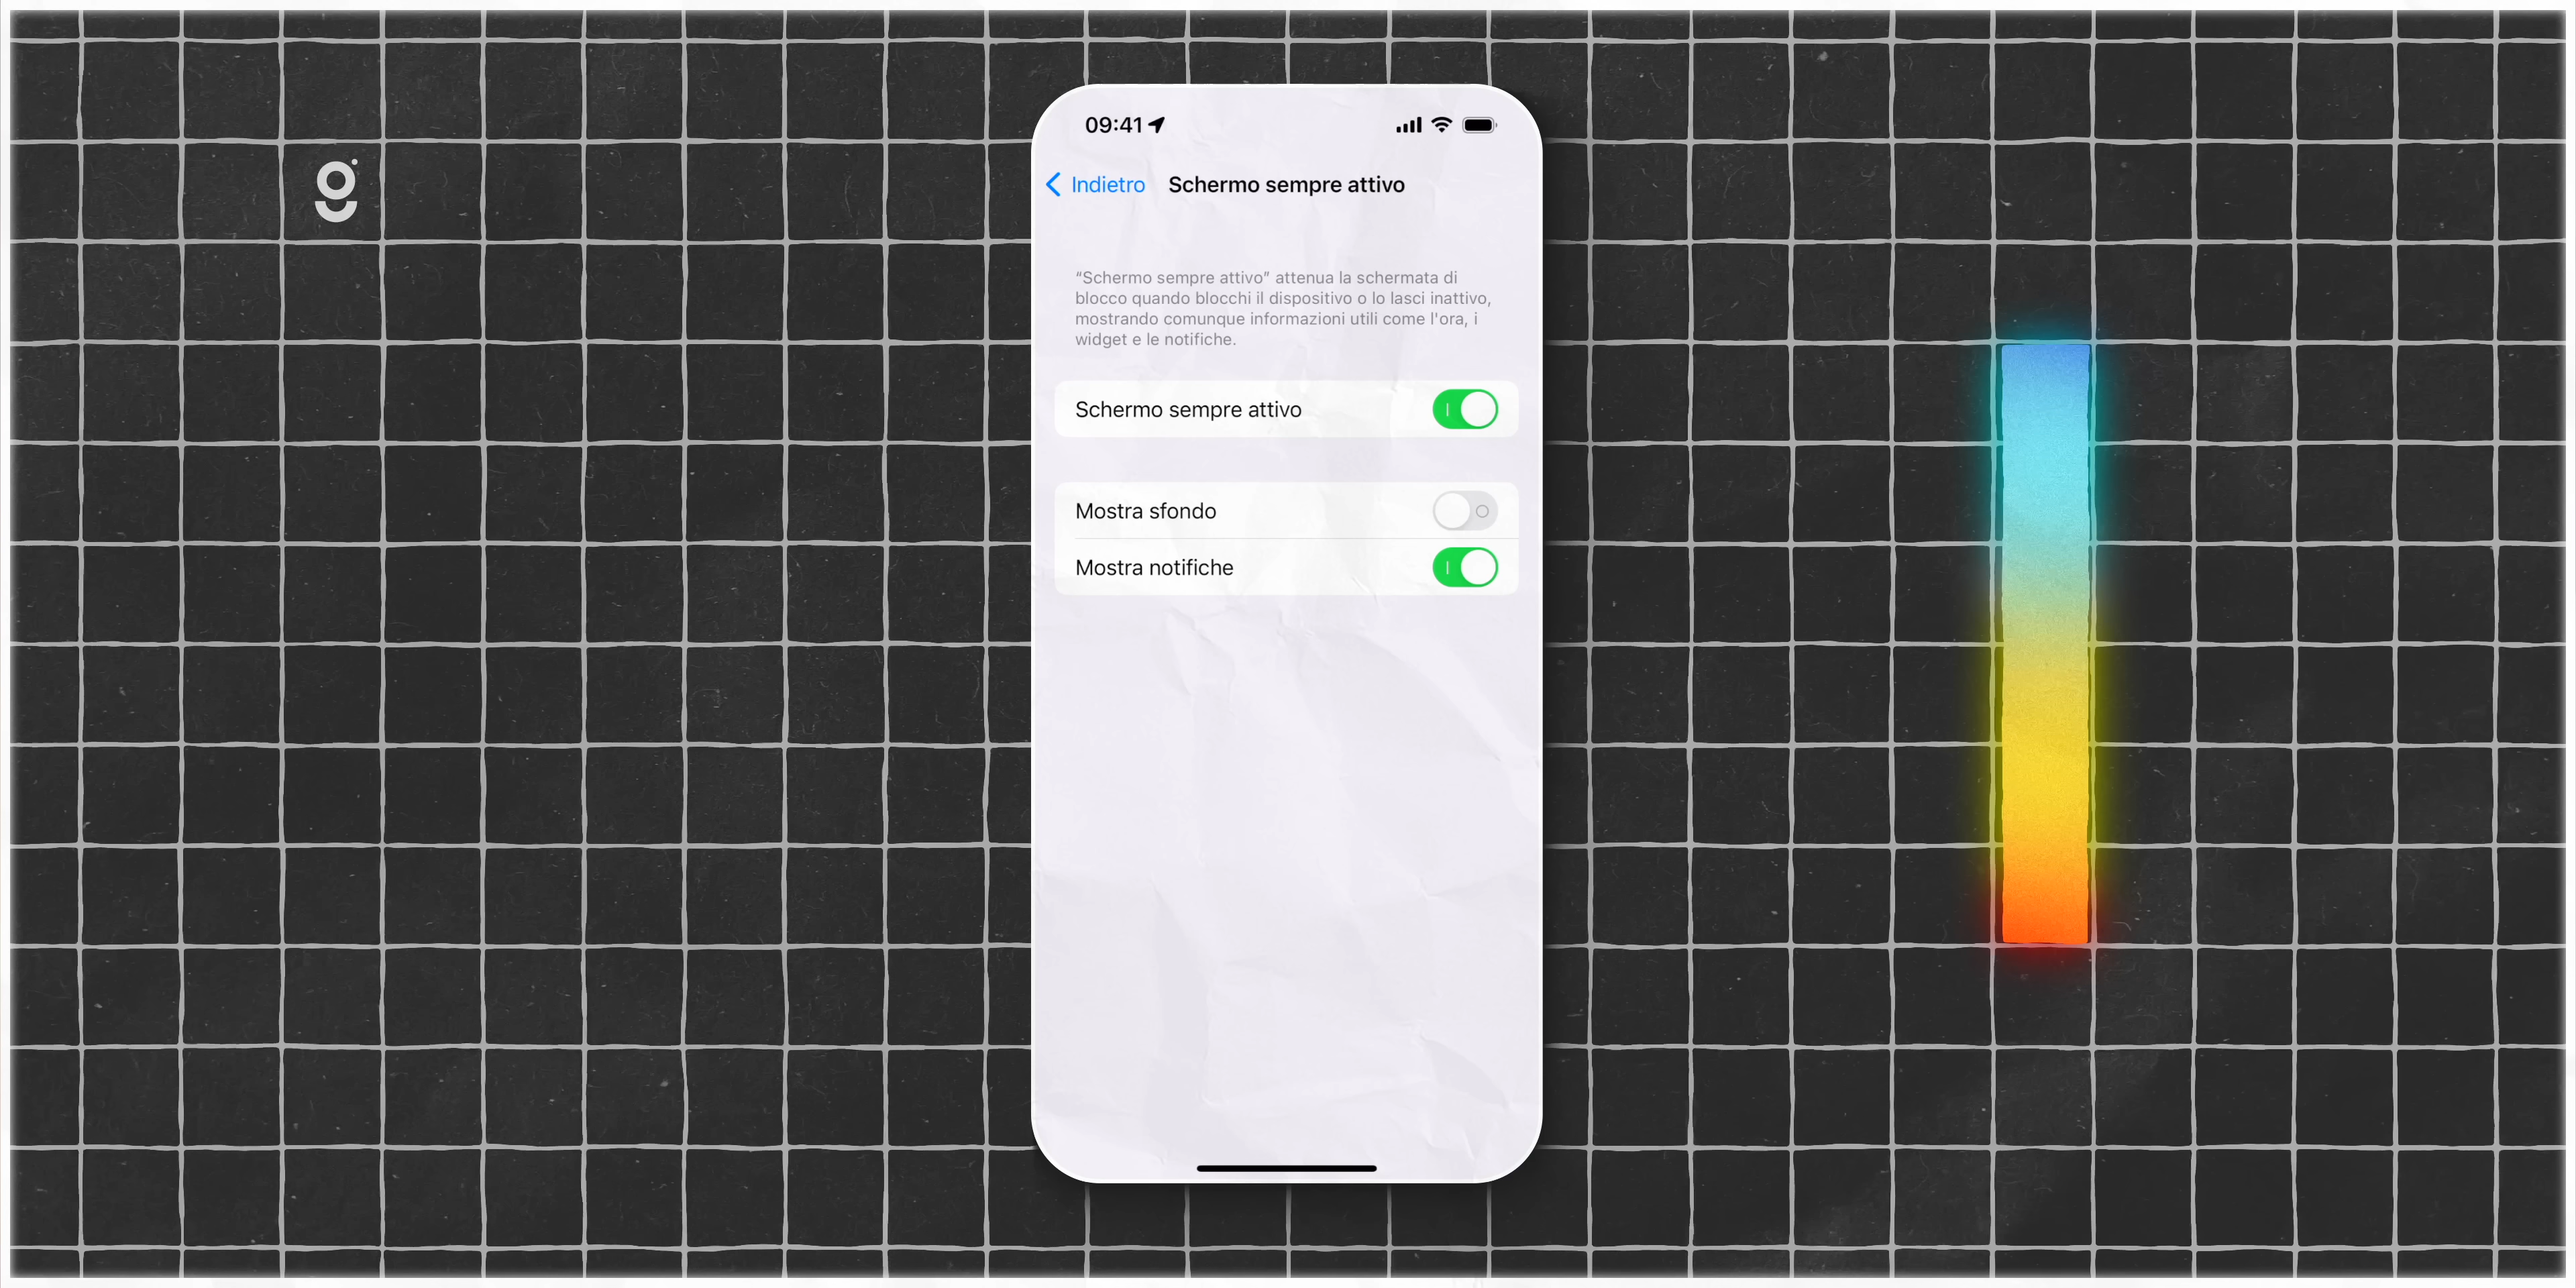 09:41
Indietro Schermo sempre attivo
“Schermo sempre attivo” attenua la schermata di
blocco quando blocchi il dispositivo o lo lasci inattivo,
mostrando comunque informazioni utili come l'ora, i
widget e le notifiche.
Schermo sempre attivo
Mostra sfondo
Mostra notifiche